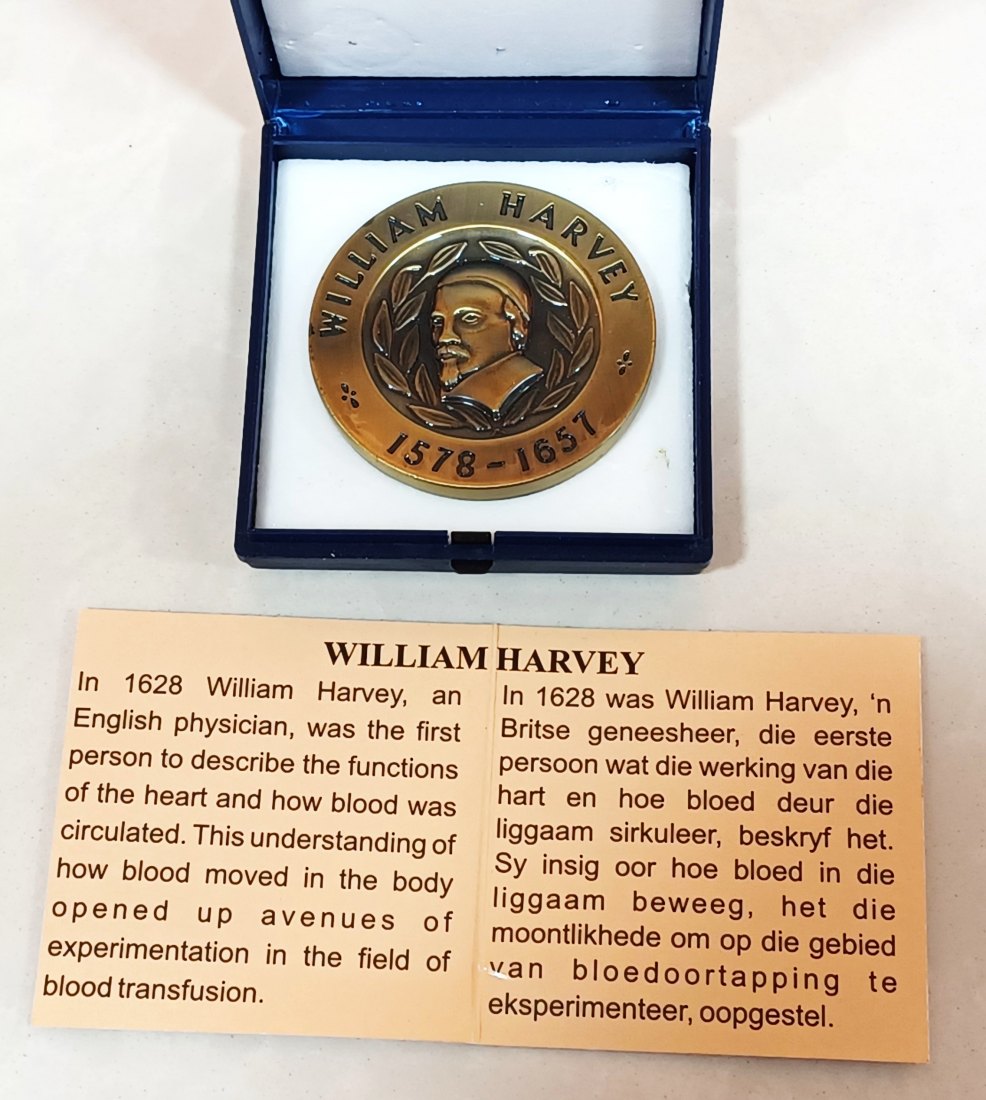 WILLIAM HARVEY
1578-1657
WILLIAM HARVEY
In 1628 William Harvey, an
English physician, was the first
person to describe the functions
of the heart and how blood was
circulated. This understanding of
how blood moved in the body
opened up avenues of
experimentation in the field of
blood transfusion.
In 1628 was William Harvey, ‘n
Britse geneesheer, die eerste
persoon wat die werking van die
hart en hoe bloed deur die
liggaam sirkuleer, beskryf het.
Sy insig oor hoe bloed in die
liggaam beweeg, het die
moontlikhede om op die gebied
van bloedoortapping te
eksperimenteer, oopgestel.